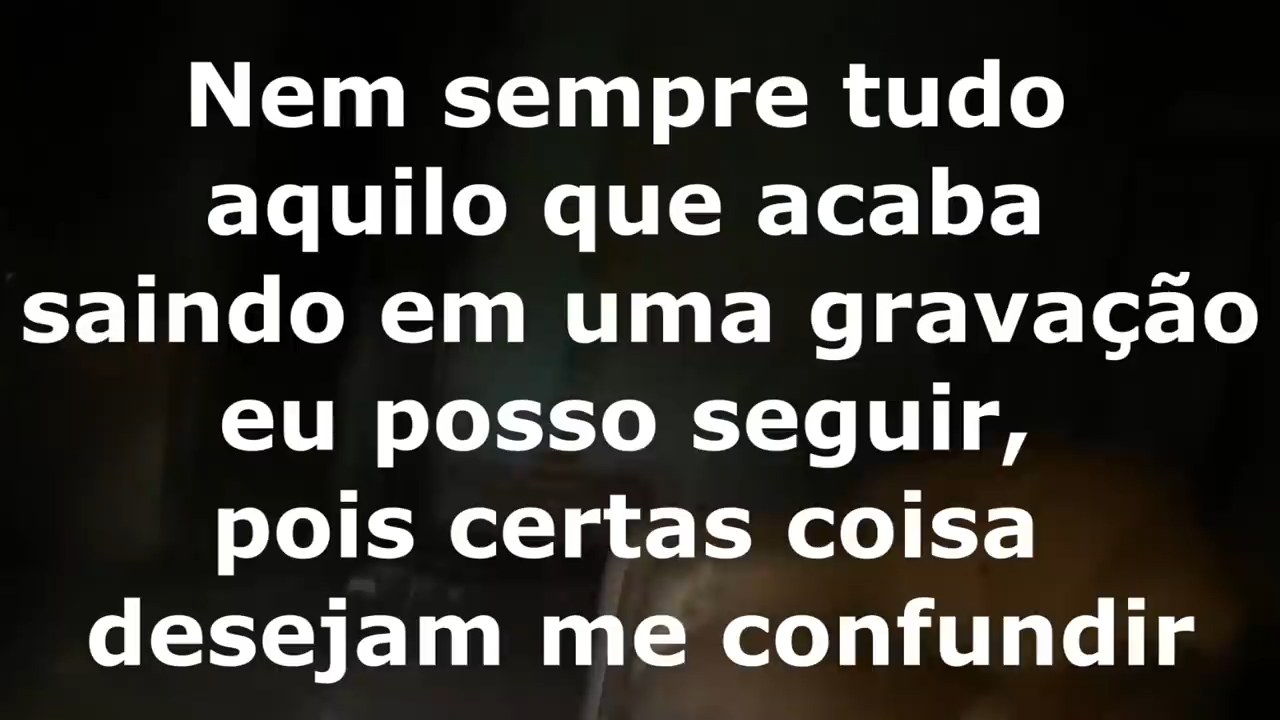 Nem sempre tudo
aquilo que acaba
saindo em uma gravação
eu posso seguir,
pois certas coisa
desejam me confundir